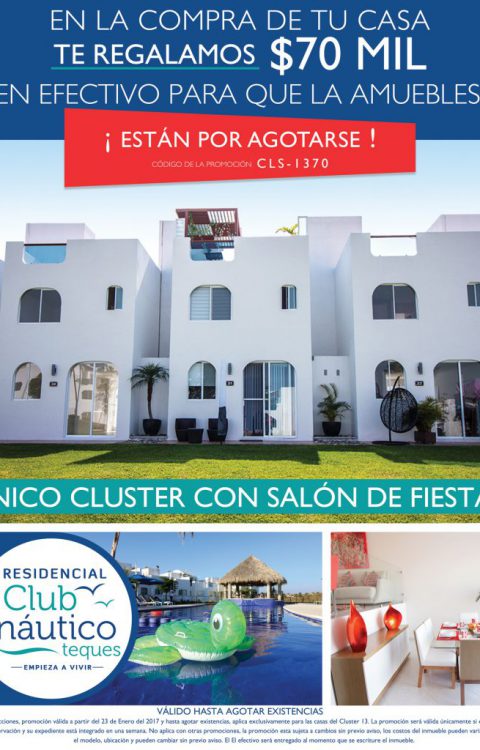 EN LA COMPRA DE TU CASA
TE REGALAMOS $70 MIL
EN EFECTIVO PARA QUE LA AMUEBLES
¡ ESTÁN POR AGOTARSE !
CÓDIGO DE LA PROMOCIÓN CLS-1370
NICO CLUSTER CON SALÓN DE FIESTA
RESIDENCIAL
Club
náutico
teques
EMPIEZA A VIVIR
VÁLIDO HASTA AGOTAR EXISTENCIAS
cciones, promoción válida a partir del 23 de Enero del 2017 y hasta agotar existencias, aplica exclusivamente para las casas del Cluster 13. La promoción será válida únicamente si e
ervación y su expediente está integrado en una semana. No aplica con otras promociones, la promoción esta sujeta a cambios sin previo aviso, los costos del inmueble pueden variar
el modelo, ubicación y pueden cambiar sin previo aviso. El El efectivo será entregado al momento que se escriture el inmueble.